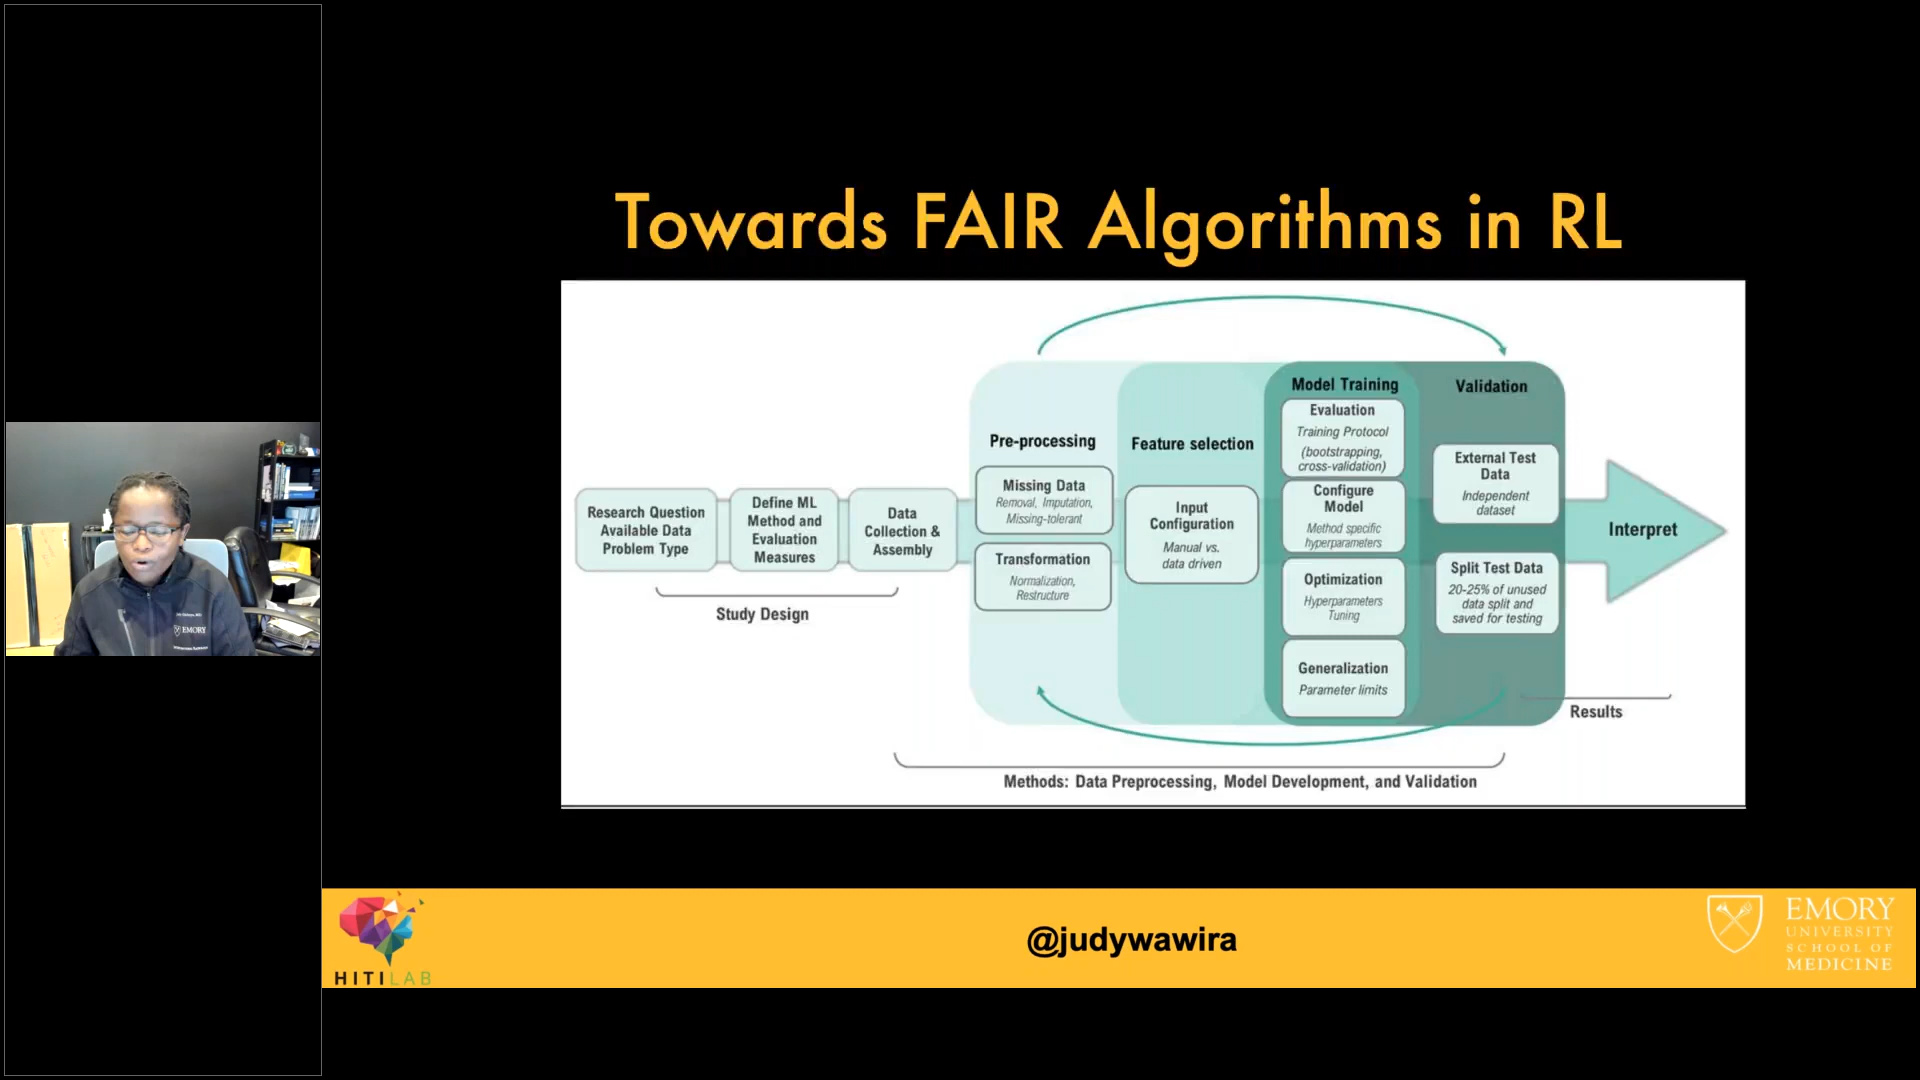 Towards FAIR Algorithms in RL
Research Question
Available Data
Problem Type
Define ML
Method and
Evaluation
Measures
Data
Collection &
Assembly
Study Design
Pre-processing
Missing Data
Removal, Imputation,
Missing-tolerant
Transformation
Normalization,
Restructure
Feature selection
Input
Configuration
Manual vs.
data driven
Model Training
Evaluation
Training Protocol
(bootstrapping,
cross-validation)
Configure
Model
Method specific
hyperparameters
Optimization
Hyperparameters
Tuning
Generalization
Parameter limits
Validation
External Test
Data
Independent
dataset
Split Test Data
20-25% of unused
data split and
saved for testing
Interpret
Results
Methods: Data Preprocessing, Model Development, and Validation
EMORY
HITILAB
@judywawira
EMORY
UNIVERSITY
SCHOOL OF
MEDICINE